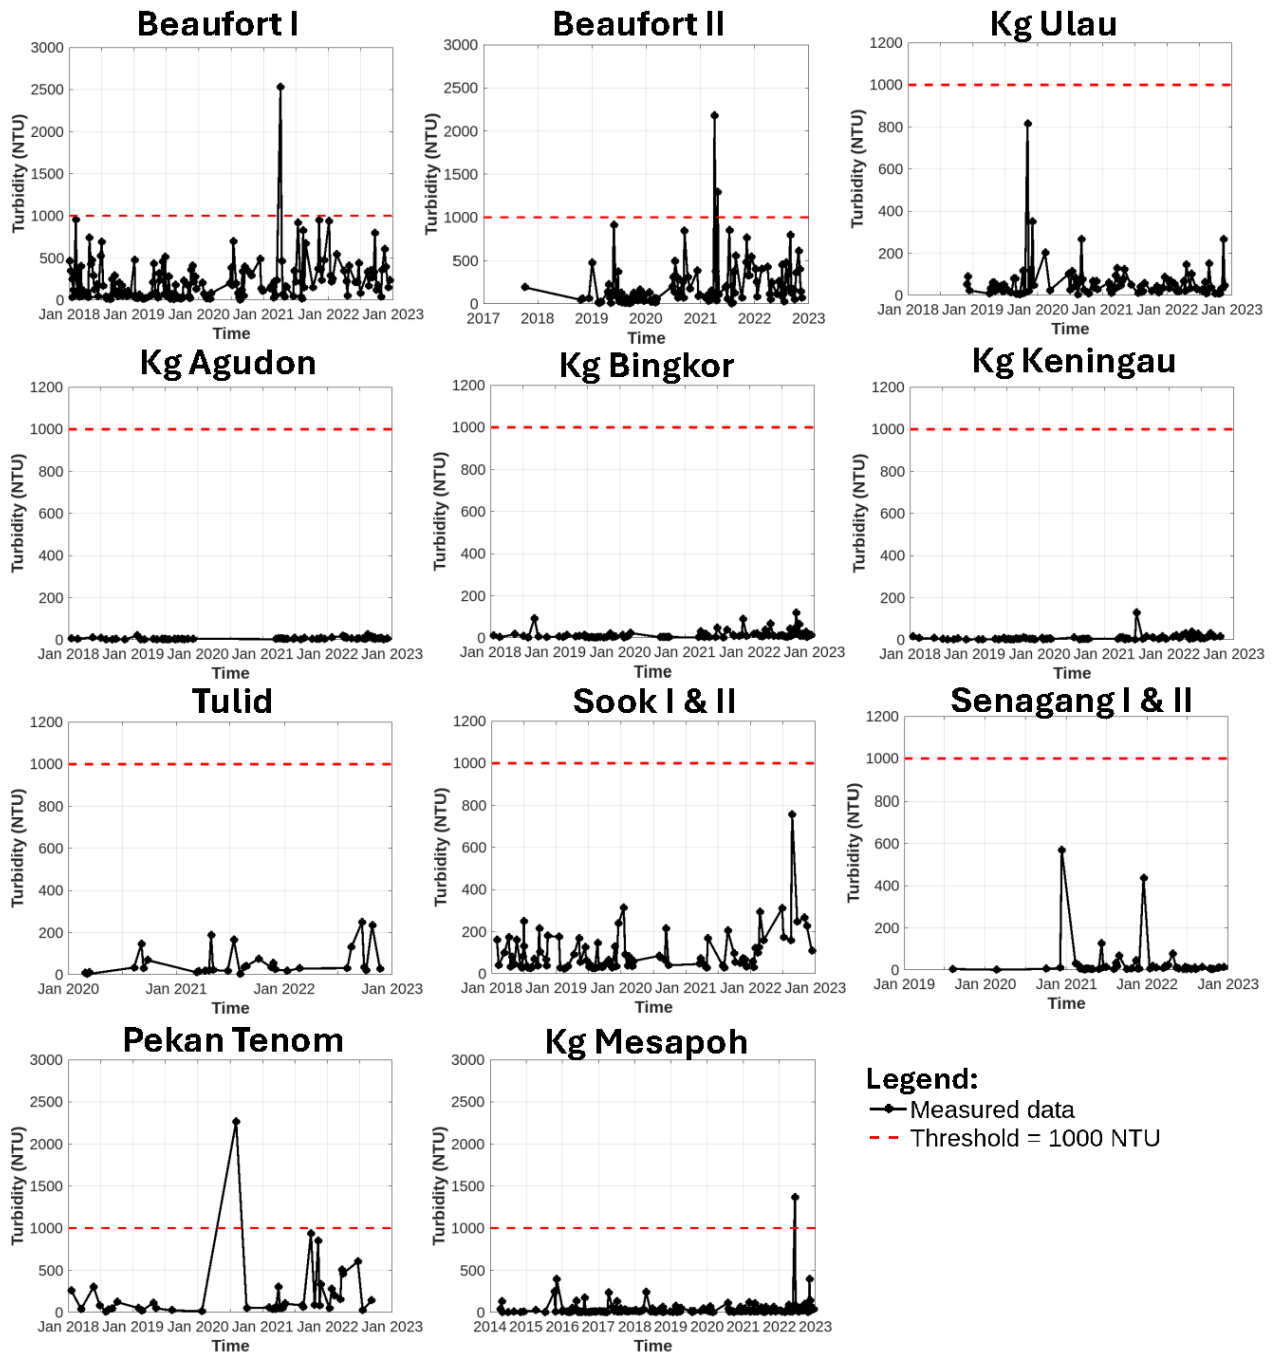 Beaufort I
3000
2500
2000
1500
1000
500
0
Turbidity (NTU)
Jan 2018 Jan 2019 Jan 2020 Jan 2021 Jan 2022 Jan 2023
Time
Beaufort II
3000
2500
2000
1500
1000
500
0
Turbidity (NTU)
2017 2018 2019 2020 2021 2022 2023
Time
Kg Ulau
1200
1000
800
600
400
200
0
Turbidity (NTU)
Jan 2018 Jan 2019 Jan 2020 Jan 2021 Jan 2022 Jan 2023
Time
Kg Agudon
1200
1000
800
600
400
200
0
Turbidity (NTU)
Jan 2018 Jan 2019 Jan 2020 Jan 2021 Jan 2022 Jan 2023
Time
Kg Bingkor
1200
1000
800
600
400
200
0
Turbidity (NTU)
Jan 2018 Jan 2019 Jan 2020 Jan 2021 Jan 2022 Jan 2023
Time
Kg Keningau
1200
1000
800
600
400
200
0
Turbidity (NTU)
Jan 2018 Jan 2019 Jan 2020 Jan 2021 Jan 2022 Jan 2023
Time
Tulid
1200
1000
800
600
400
200
0
Turbidity (NTU)
Jan 2020 Jan 2021 Jan 2022 Jan 2023
Time
Sook I & II
1200
1000
800
600
400
200
0
Turbidity (NTU)
Jan 2018 Jan 2019 Jan 2020 Jan 2021 Jan 2022 Jan 2023
Time
Senagang I & II
1200
1000
800
600
400
200
0
Turbidity (NTU)
Jan 2019 Jan 2020 Jan 2021 Jan 2022 Jan 2023
Time
Pekan Tenom
3000
2500
2000
1500
1000
500
0
Turbidity (NTU)
Jan 2018 Jan 2019 Jan 2020 Jan 2021 Jan 2022 Jan 2023
Time
Kg Mesapoh
3000
2500
2000
1500
1000
500
0
Turbidity (NTU)
2014 2015 2016 2017 2018 2019 2020 2021 2022 2023
Time
Legend:
Measured data
Threshold = 1000 NTU